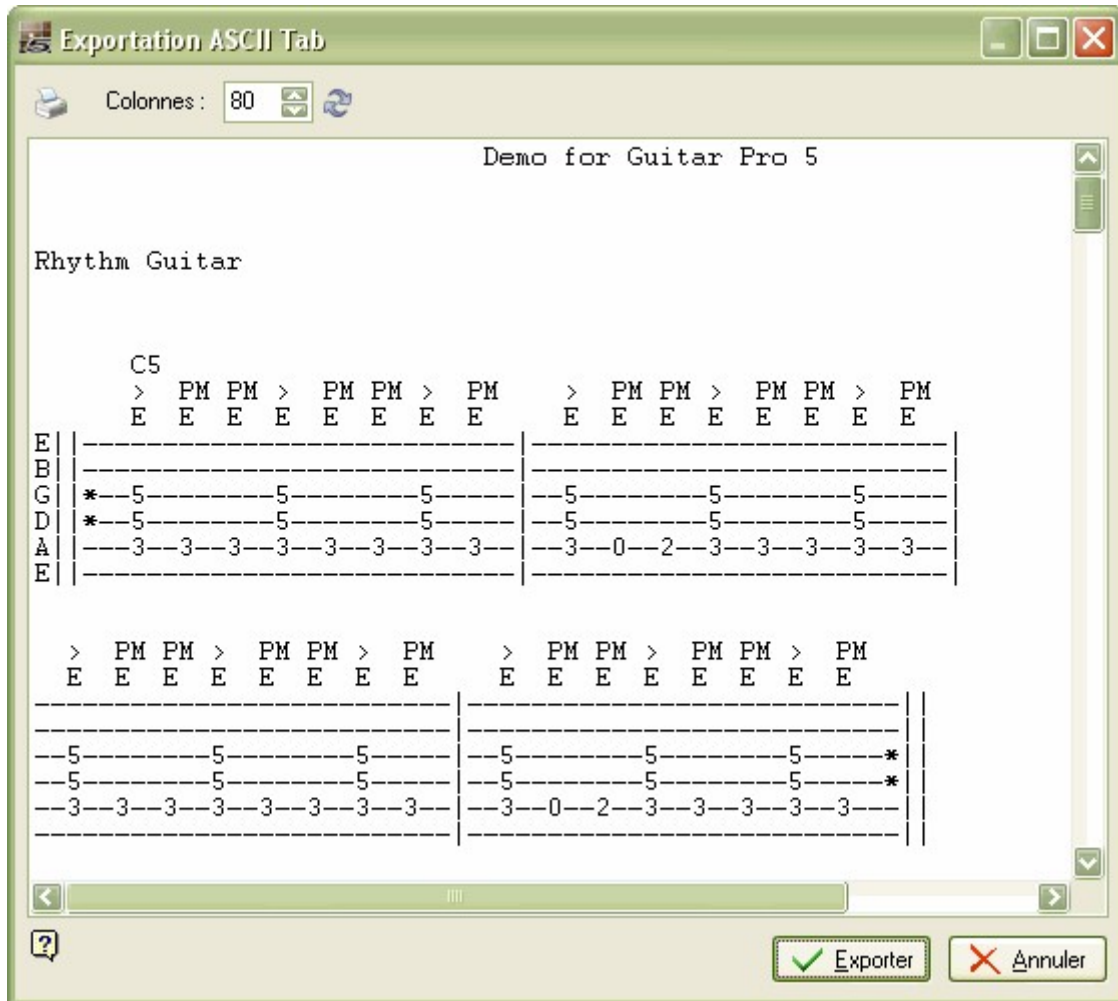 Exportation ASCII Tab
Colonnes : 80
Demo for Guitar Pro 5
Rhythm Guitar
        C5
        >  PM PM >  PM PM >  PM     >  PM PM >  PM PM >  PM
        E  E  E  E  E  E  E  E      E  E  E  E  E  E  E  E
E||---------------------------|--------------------------|
B||---------------------------|--------------------------|
G||*--5--------5--------5-----|--5--------5--------5-----|
D||*--5--------5--------5-----|--5--------5--------5-----|
A||---3--3--3--3--3--3--3--3--|--3--0--2--3--3--3--3--3--|
E||---------------------------|--------------------------|
  >  PM PM >  PM PM >  PM     >  PM PM >  PM PM >  PM
  E  E  E  E  E  E  E  E      E  E  E  E  E  E  E  E
--------------------------|---------------------------||
--------------------------|---------------------------||
--5--------5--------5-----|--5--------5--------5-----*||
--5--------5--------5-----|--5--------5--------5-----*||
--3--3--3--3--3--3--3--3--|--3--0--2--3--3--3--3--3---||
--------------------------|---------------------------||
Exporter
Annuler